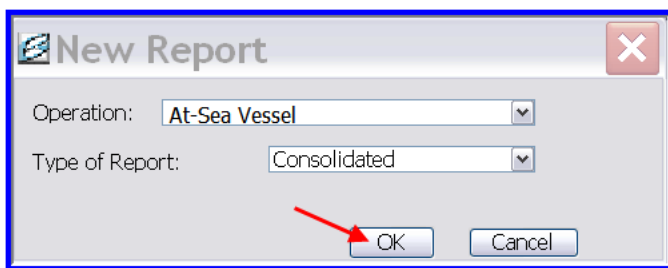 New Report
Operation: At-Sea Vessel
Type of Report: Consolidated
OK Cancel